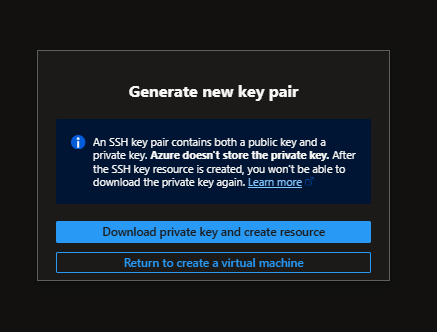 Generate new key pair
An SSH key pair contains both a public key and a
private key. Azure doesn't store the private key. After
the SSH key resource is created, you won't be able to
download the private key again. Learn more
Download private key and create resource
Return to create a virtual machine